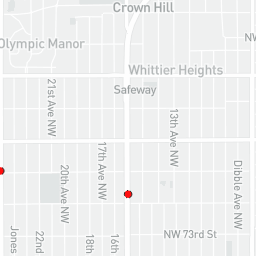 Crown Hill
Olympic Manor
NW
Whittier Heights
Safeway
21st Ave NW
13th Ave NW
17th Ave NW
20th Ave NW
Dibble Ave NW
Jones
22nd
18th
16th
NW 73rd St